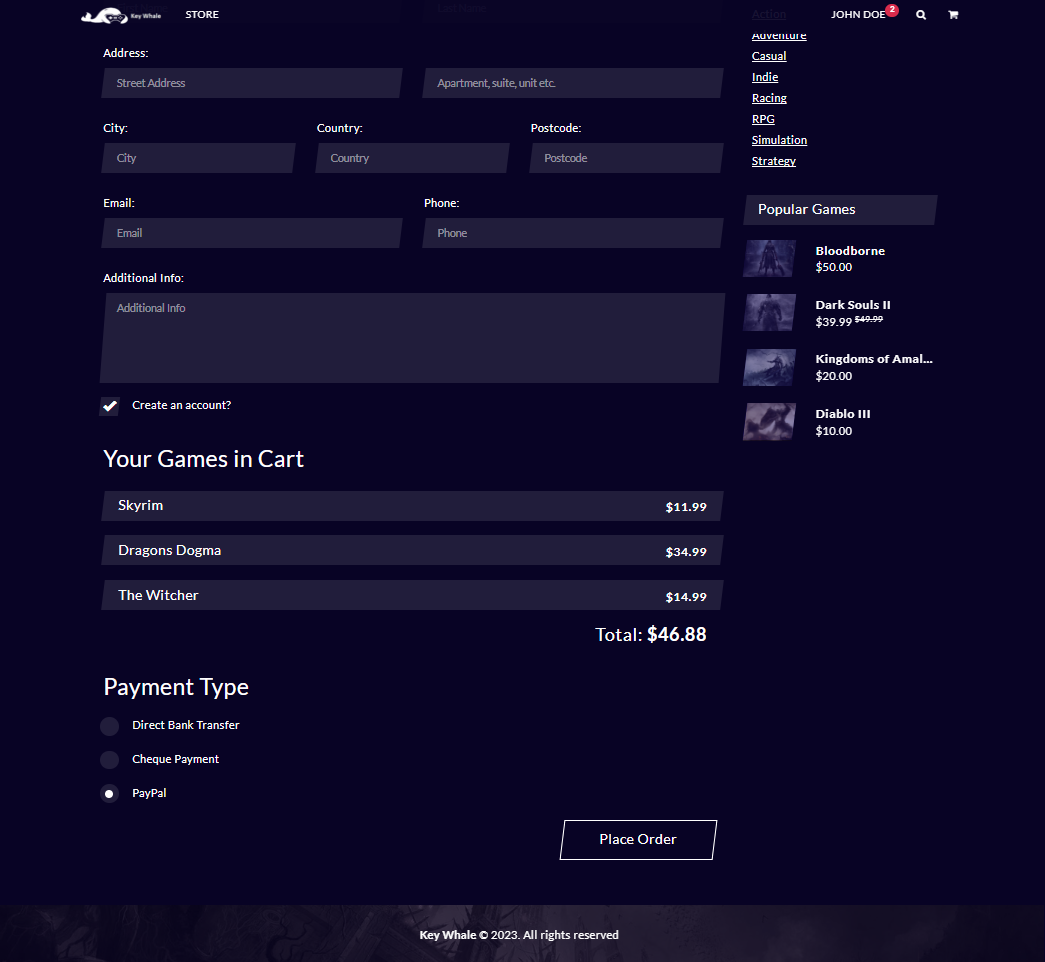 Key Whale
STORE
Action
JOHN DOE 2
Adventure
Casual
Indie
Racing
RPG
Simulation
Strategy
Address:
Street Address
Apartment, suite, unit etc.
City:
Country:
Postcode:
City
Country
Postcode
Email:
Phone:
Email
Phone
Additional Info:
Additional Info
Create an account?
Popular Games
Bloodborne
$50.00
Dark Souls II
$39.99 $49.99
Kingdoms of Amal...
$20.00
Diablo III
$10.00
Your Games in Cart
Skyrim $11.99
Dragons Dogma $34.99
The Witcher $14.99
Total: $46.88
Payment Type
Direct Bank Transfer
Cheque Payment
PayPal
Place Order
Key Whale © 2023. All rights reserved